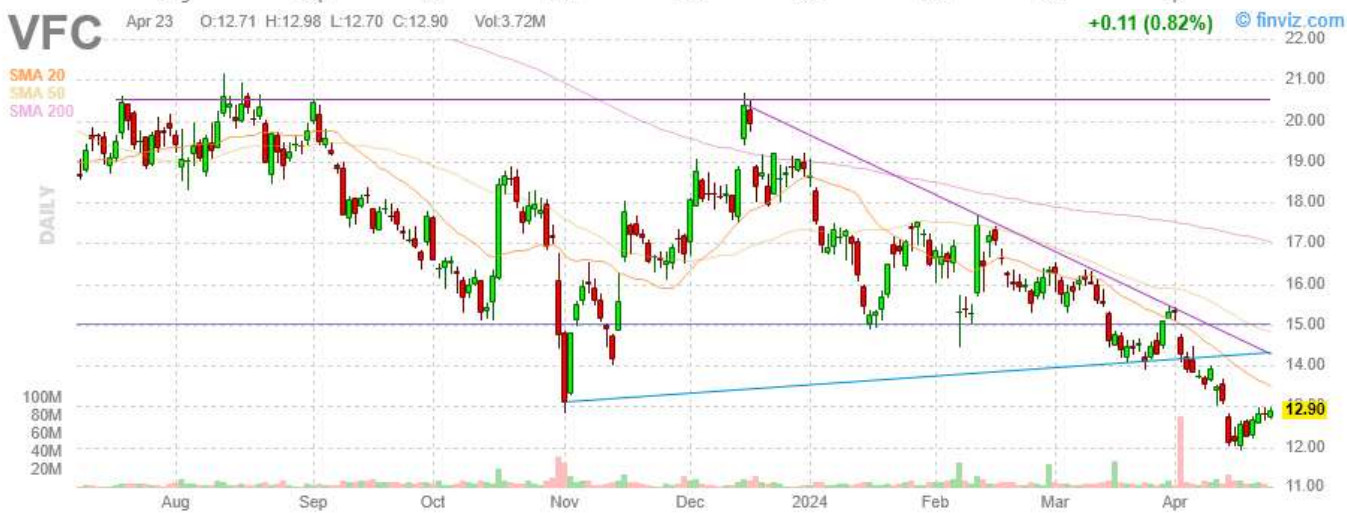 VFC Apr 23 O:12.71 H:12.98 L:12.70 C:12.90 Vol:3.72M +0.11 (0.82%) © finviz.com
SMA 20
SMA 50
SMA 200
DAILY
22.00
21.00
20.00
19.00
18.00
17.00
16.00
15.00
14.00
12.90
12.00
11.00
100M
80M
60M
40M
20M
Aug Sep Oct Nov Dec 2024 Feb Mar Apr